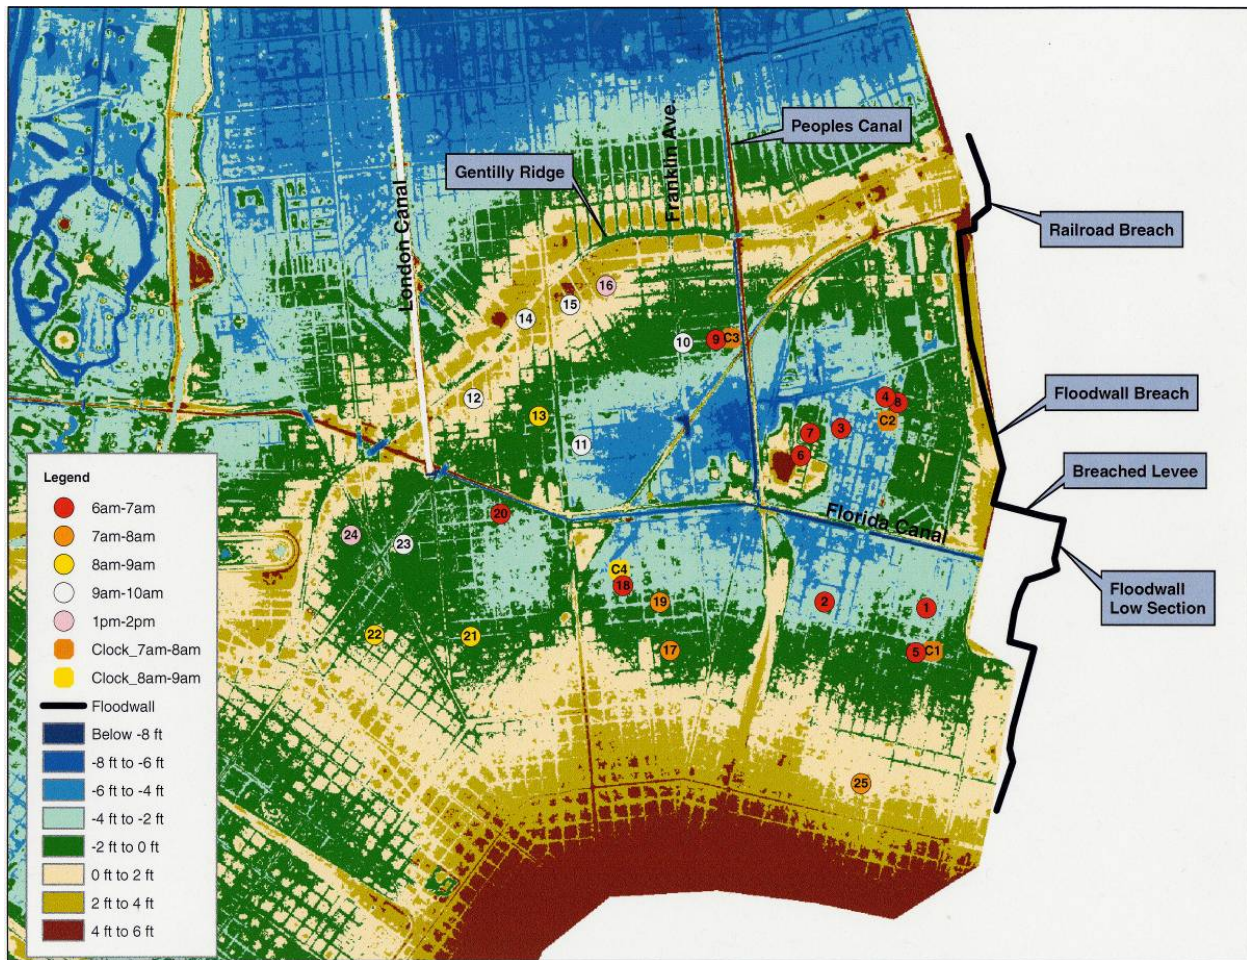 Peoples Canal
Gentilly Ridge
Franklin Ave.
London Canal
Railroad Breach
16
15
14
10
9
C3
12
13
11
4
8
C2
3
7
6
Floodwall Breach
Breached Levee
Florida Canal
Floodwall
Low Section
20
24
23
C4
18
19
2
1
22
21
17
5
C1
25
Legend
6am-7am
7am-8am
8am-9am
9am-10am
1pm-2pm
Clock_7am-8am
Clock_8am-9am
Floodwall
Below -8 ft
-8 ft to -6 ft
-6 ft to -4 ft
-4 ft to -2 ft
-2 ft to 0 ft
0 ft to 2 ft
2 ft to 4 ft
4 ft to 6 ft